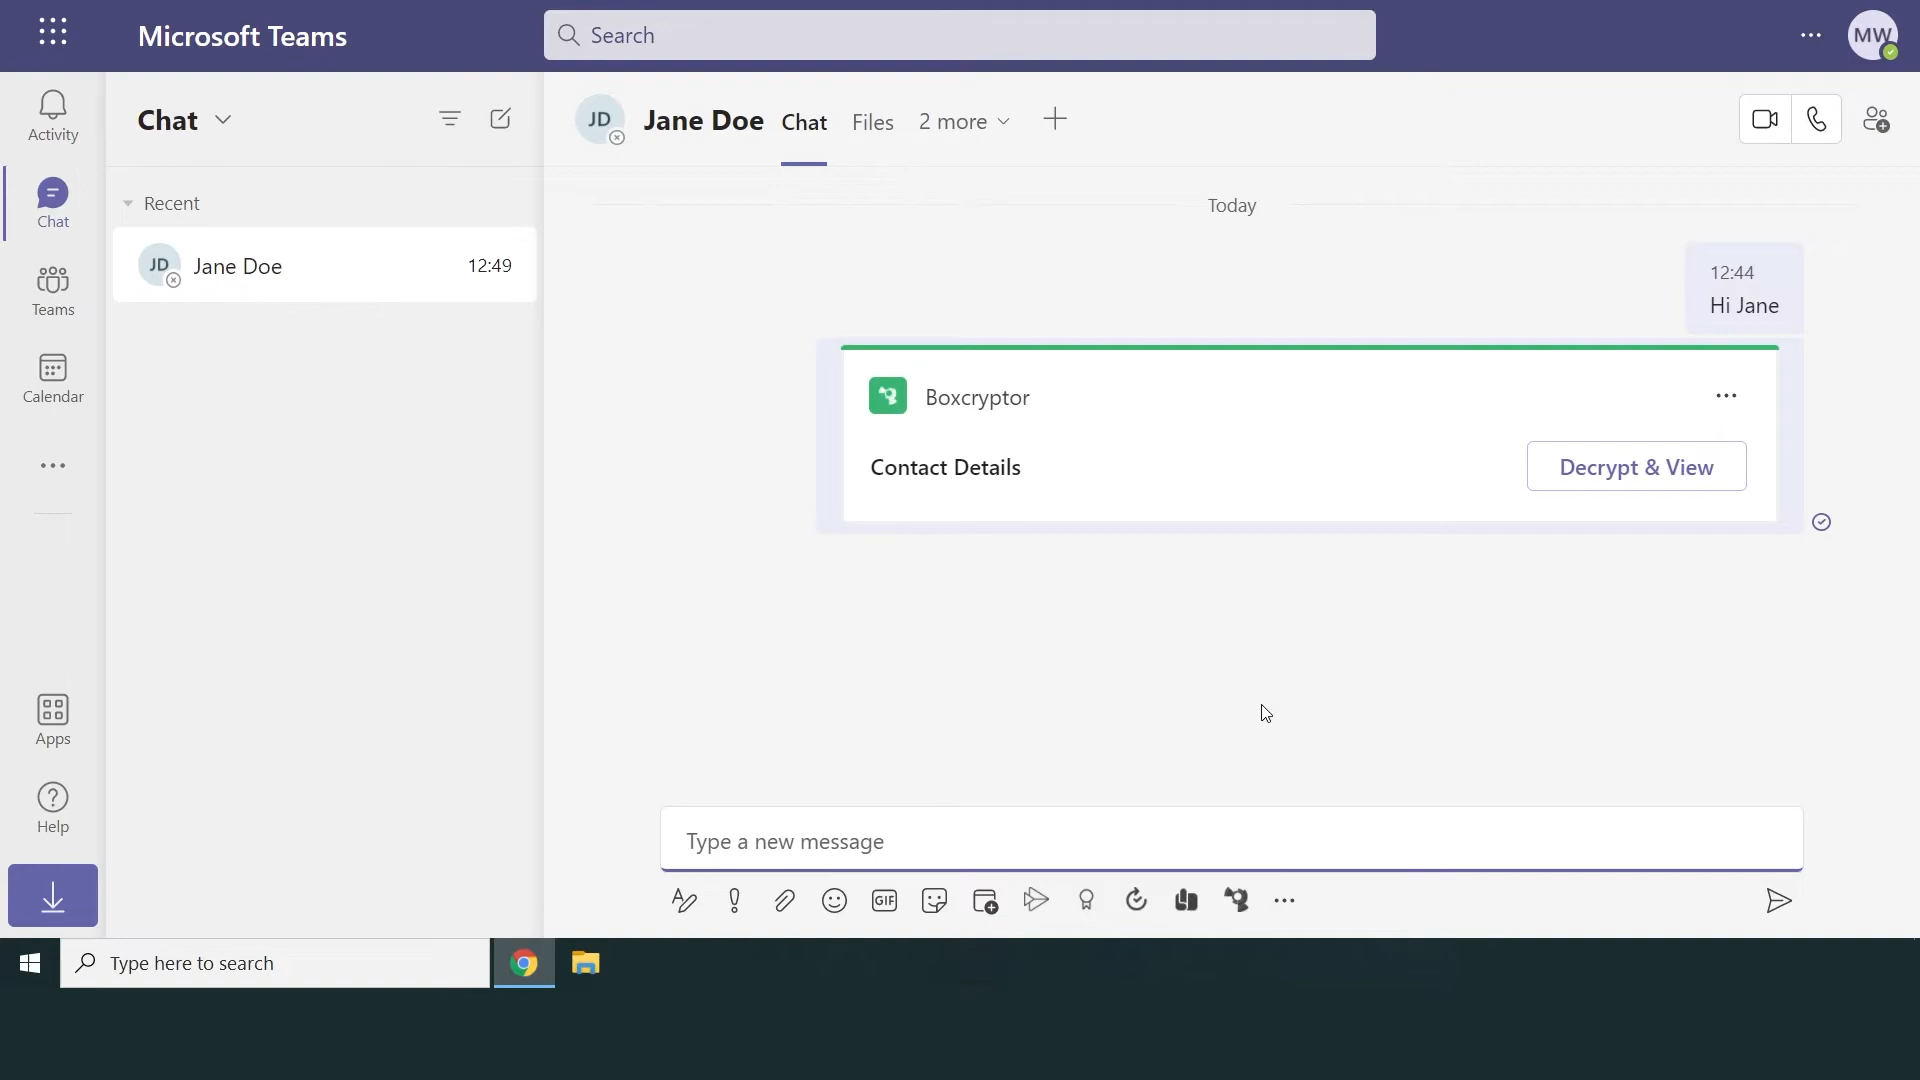 Microsoft Teams
Search
MW
Activity
Chat
Teams
Calendar
Apps
Help
Chat
Recent
JD Jane Doe 12:49
JD Jane Doe Chat Files 2 more
Today
12:44
Hi Jane
Boxcryptor
Contact Details Decrypt & View
Type a new message
GIF
Type here to search